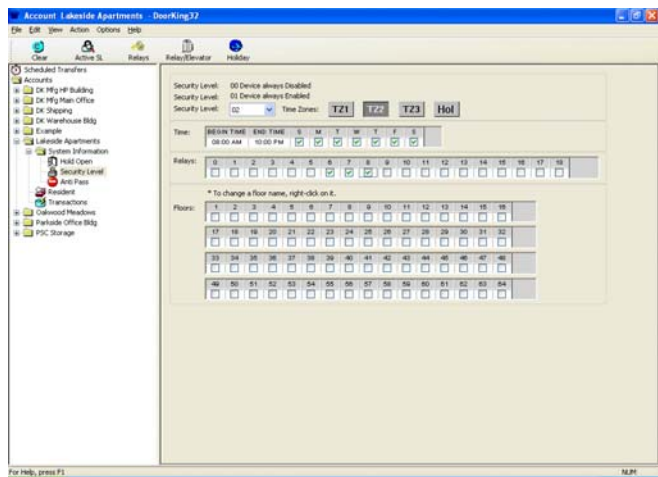 Account Lakeside Apartments - DoorKing32
File Edit View Action Options Help
Clear Active SL Relays Relay/Elevator Holiday
Scheduled Transfers
Accounts
DK Mfg HP Building
DK Mfg Main Office
DK Shipping
DK Warehouse Bldg
Example
Lakeside Apartments
System Information
Hold Open
Security Level
Anti Pass
Resident
Transactions
Oakwood Meadows
Parkside Office Bldg
PSC Storage
Security Level: 00 Device always Disabled
Security Level: 01 Device always Enabled
Security Level: 02 Time Zones: TZ1 TZ2 TZ3 Hol
Time: BEGIN TIME END TIME S M T W T F S
08:00 AM 10:00 PM
Relays: 0 1 2 3 4 5 6 7 8 9 10 11 12 13 14 15 16 17 18
* To change a floor name, right-click on it.
Floors: 1 2 3 4 5 6 7 8 9 10 11 12 13 14 15 16
17 18 19 20 21 22 23 24 25 26 27 28 29 30 31 32
33 34 35 36 37 38 39 40 41 42 43 44 45 46 47 48
49 50 51 52 53 54 55 56 57 58 59 60 61 62 63 64
For Help, press F1 NUM